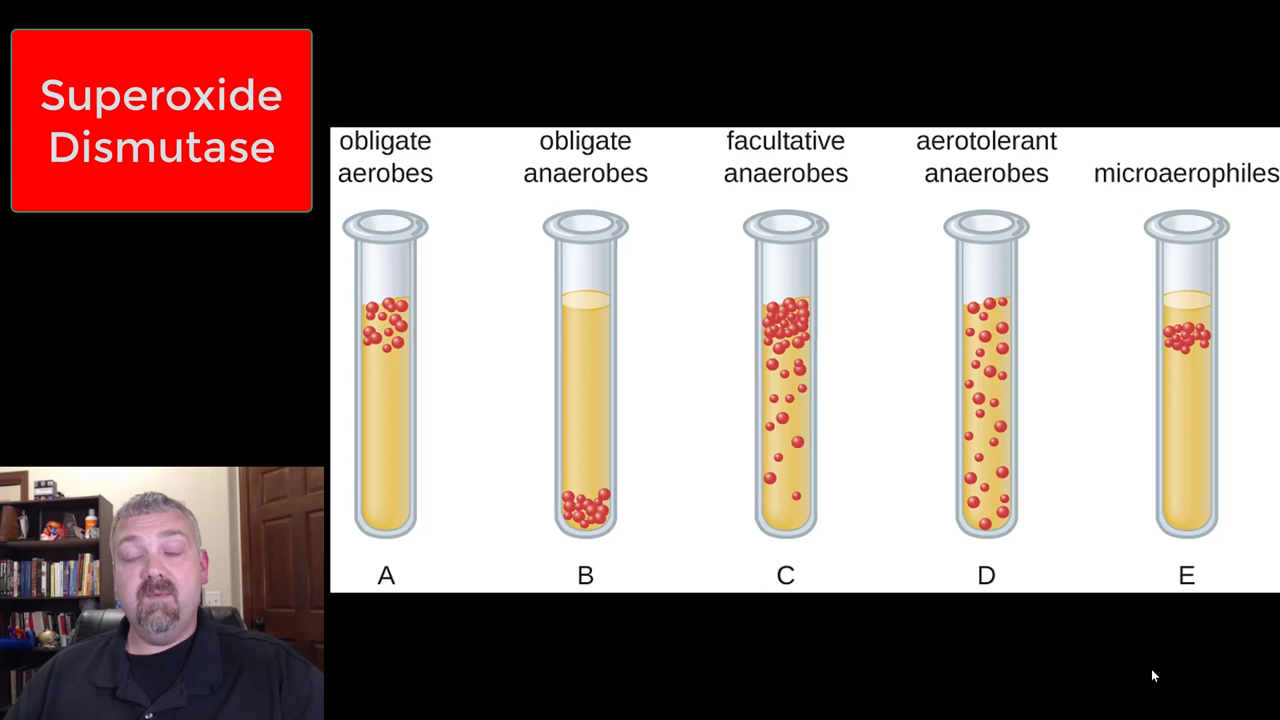 Superoxide
Dismutase
obligate
aerobes
obligate
anaerobes
facultative
anaerobes
aerotolerant
anaerobes
microaerophiles
A
B
C
D
E